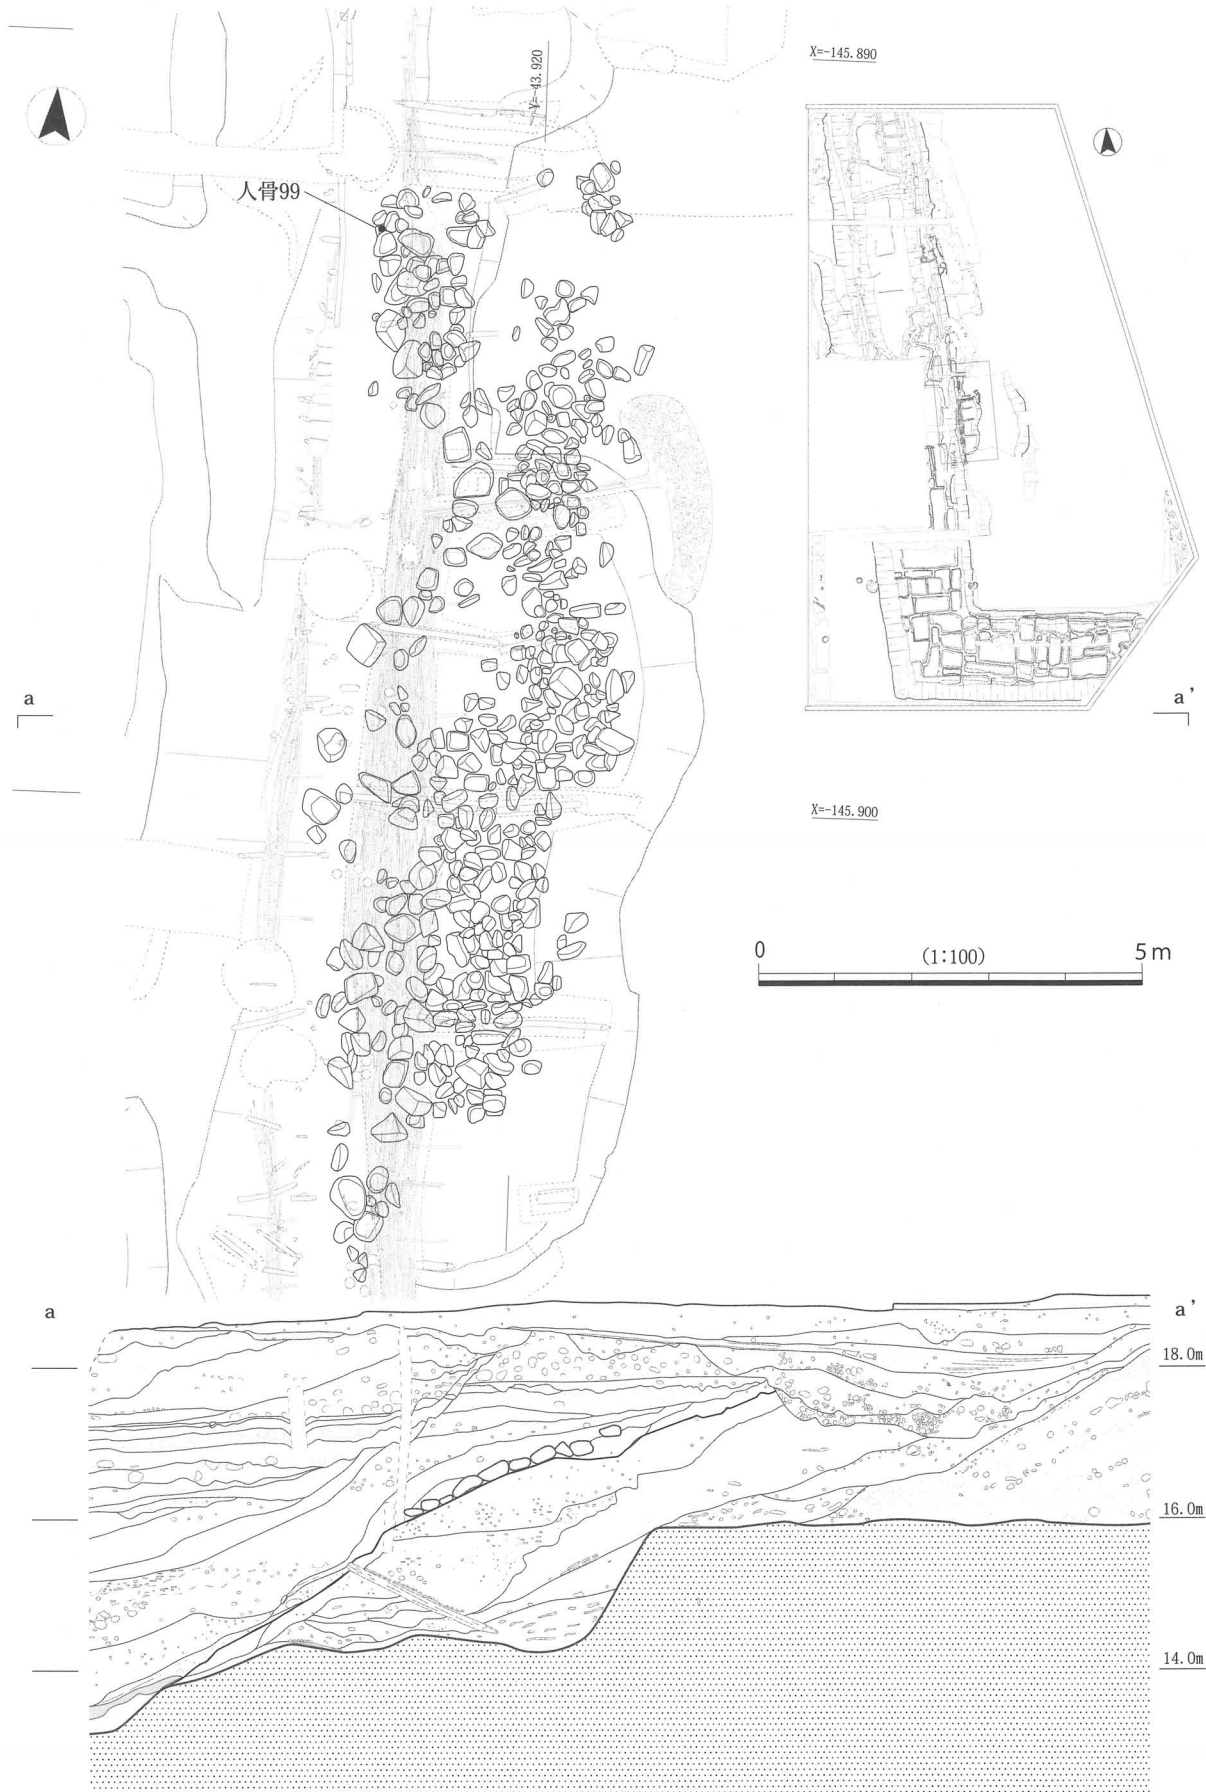 X=-145.890
Y=-43.920
人骨99
a
a'
X=-145.900
0
(1:100)
5m
a
a'
18.0m
16.0m
14.0m